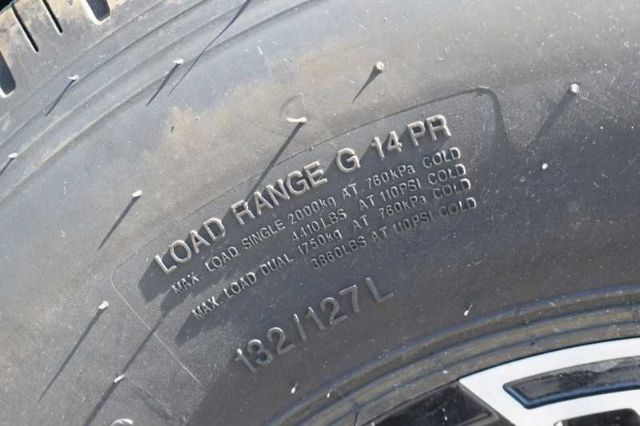 LOAD RANGE G 14 PR
MAX LOAD SINGLE 2000kg AT 760kPa COLD
4410LBS AT 110PSI COLD
MAX LOAD DUAL 1750kg AT 760kPa COLD
3860LBS AT 110PSI COLD
132/127L